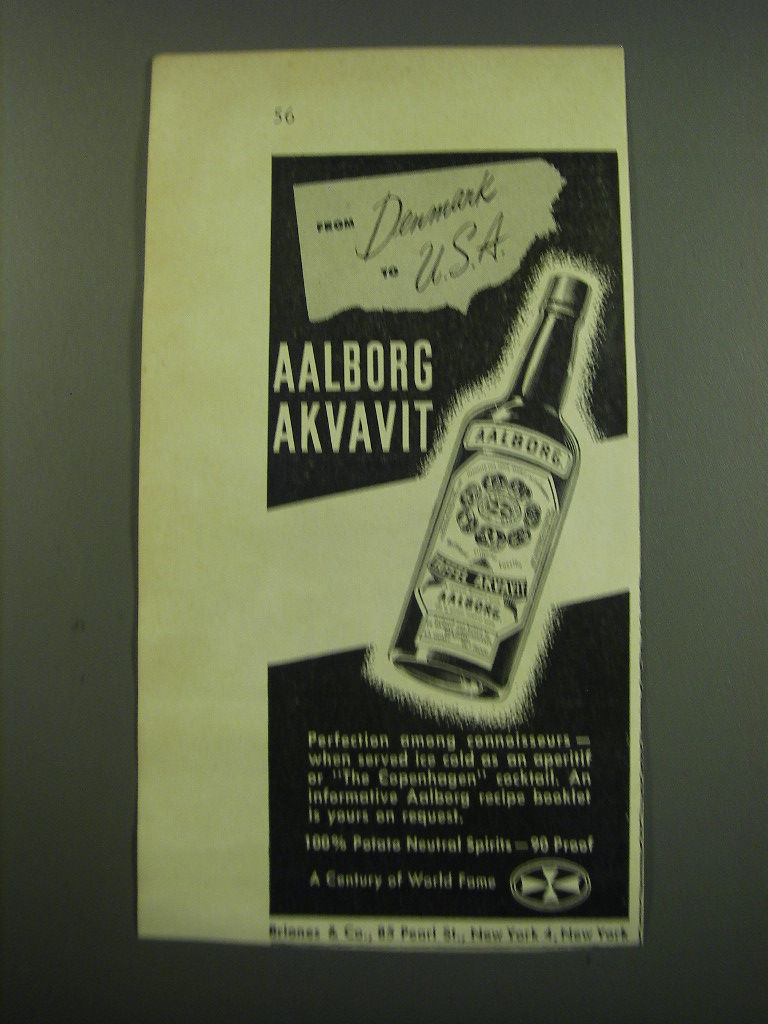 56
FROM Denmark
TO U.S.A.
AALBORG
AKVAVIT
AALBORG
AKVAVIT
AALBORG
Perfection among connoisseurs —
when served ice cold as an aperitif
or "The Copenhagen" cocktail. An
informative Aalborg recipe booklet
is yours on request.
100% Potato Neutral Spirits — 90 Proof
A Century of World Fame
& Co., 83 Pearl St., New York 4, New York